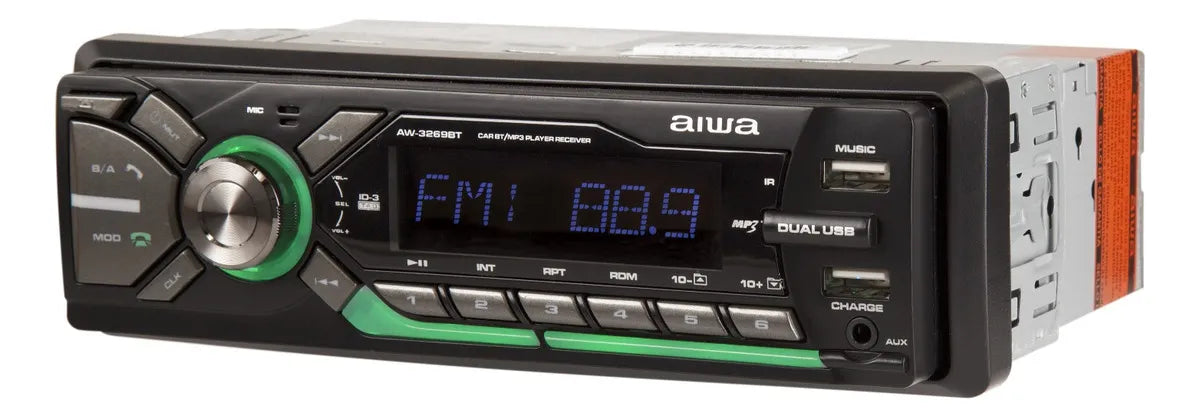 MIC
aiwa
AW-3269BT CAR BT/MP3 PLAYER RECEIVER
MUSIC
MUT
B/A
VOL-
SEL
VOL+
ID-3
TAG
IR
FM1 88.9
MP3
DUAL USB
MOD
CLK
INT
RPT
RDM
10-
10+
CHARGE
1
2
3
4
5
6
AUX